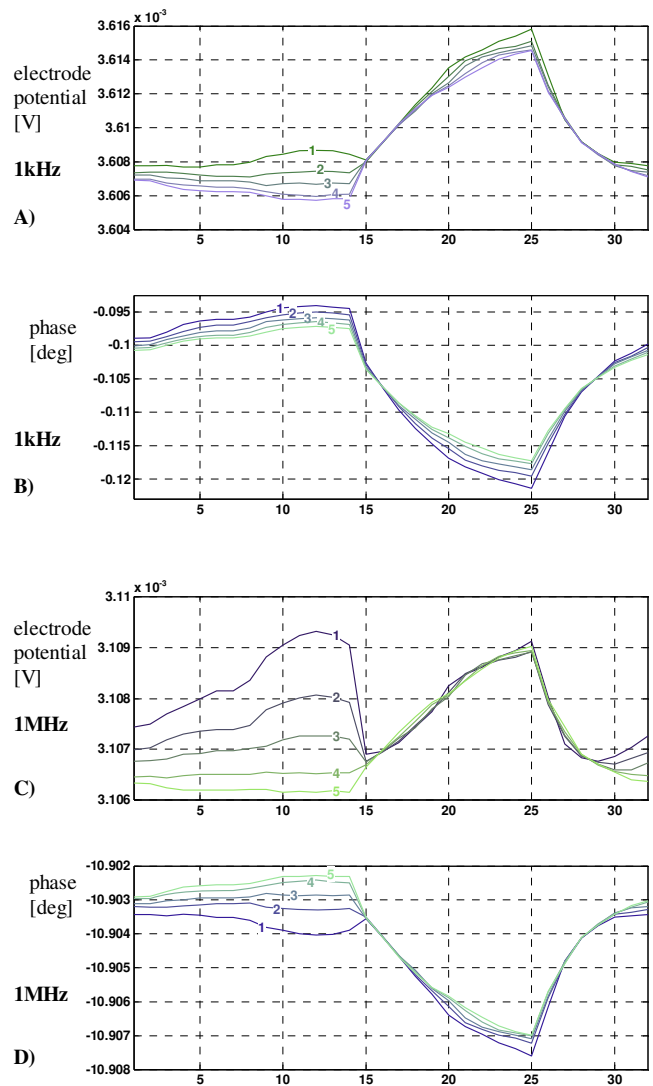 x 10⁻³
3.616
3.614
3.612
3.61
3.608
3.606
3.604
electrode
potential
[V]
1kHz
A)
1
2
3
4
5
5 10 15 20 25 30
phase
[deg]
1kHz
B)
-0.095
-0.1
-0.105
-0.11
-0.115
-0.12
1
2
3
4
5
5 10 15 20 25 30
x 10⁻³
3.11
3.109
3.108
3.107
3.106
electrode
potential
[V]
1MHz
C)
1
2
3
4
5
5 10 15 20 25 30
phase
[deg]
1MHz
D)
-10.902
-10.903
-10.904
-10.905
-10.906
-10.907
-10.908
5
4
3
2
1
5 10 15 20 25 30